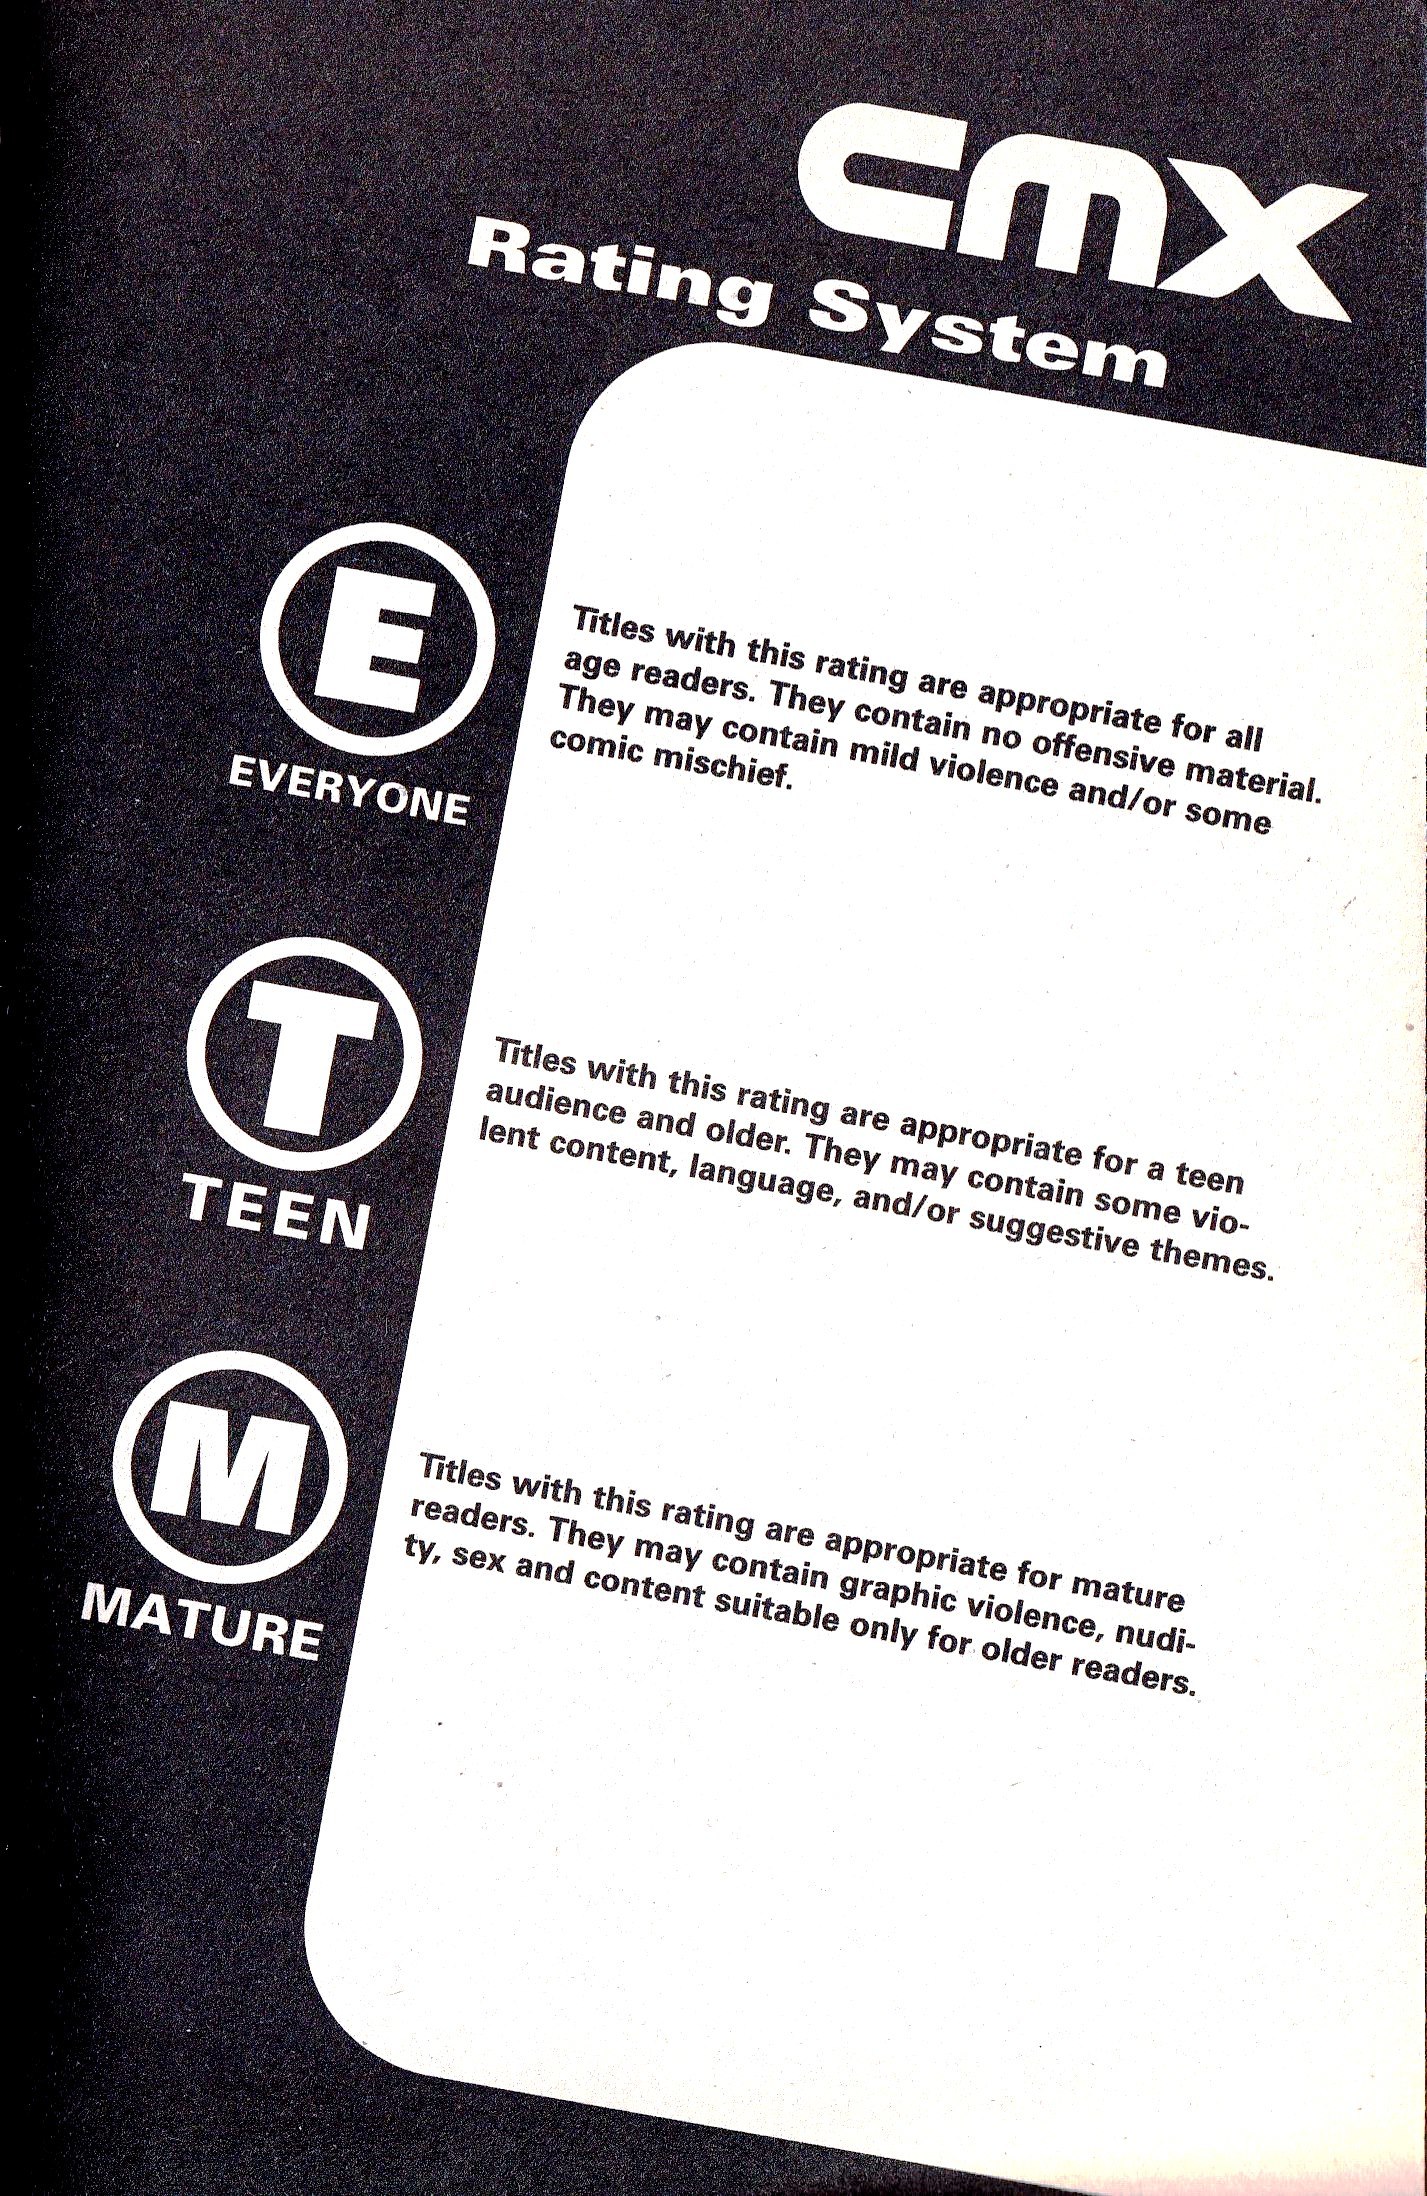 cmx
Rating System
E
EVERYONE
Titles with this rating are appropriate for all
age readers. They contain no offensive material.
They may contain mild violence and/or some
comic mischief.
T
TEEN
Titles with this rating are appropriate for a teen
audience and older. They may contain some vio-
lent content, language, and/or suggestive themes.
M
MATURE
Titles with this rating are appropriate for mature
readers. They may contain graphic violence, nudi-
ty, sex and content suitable only for older readers.